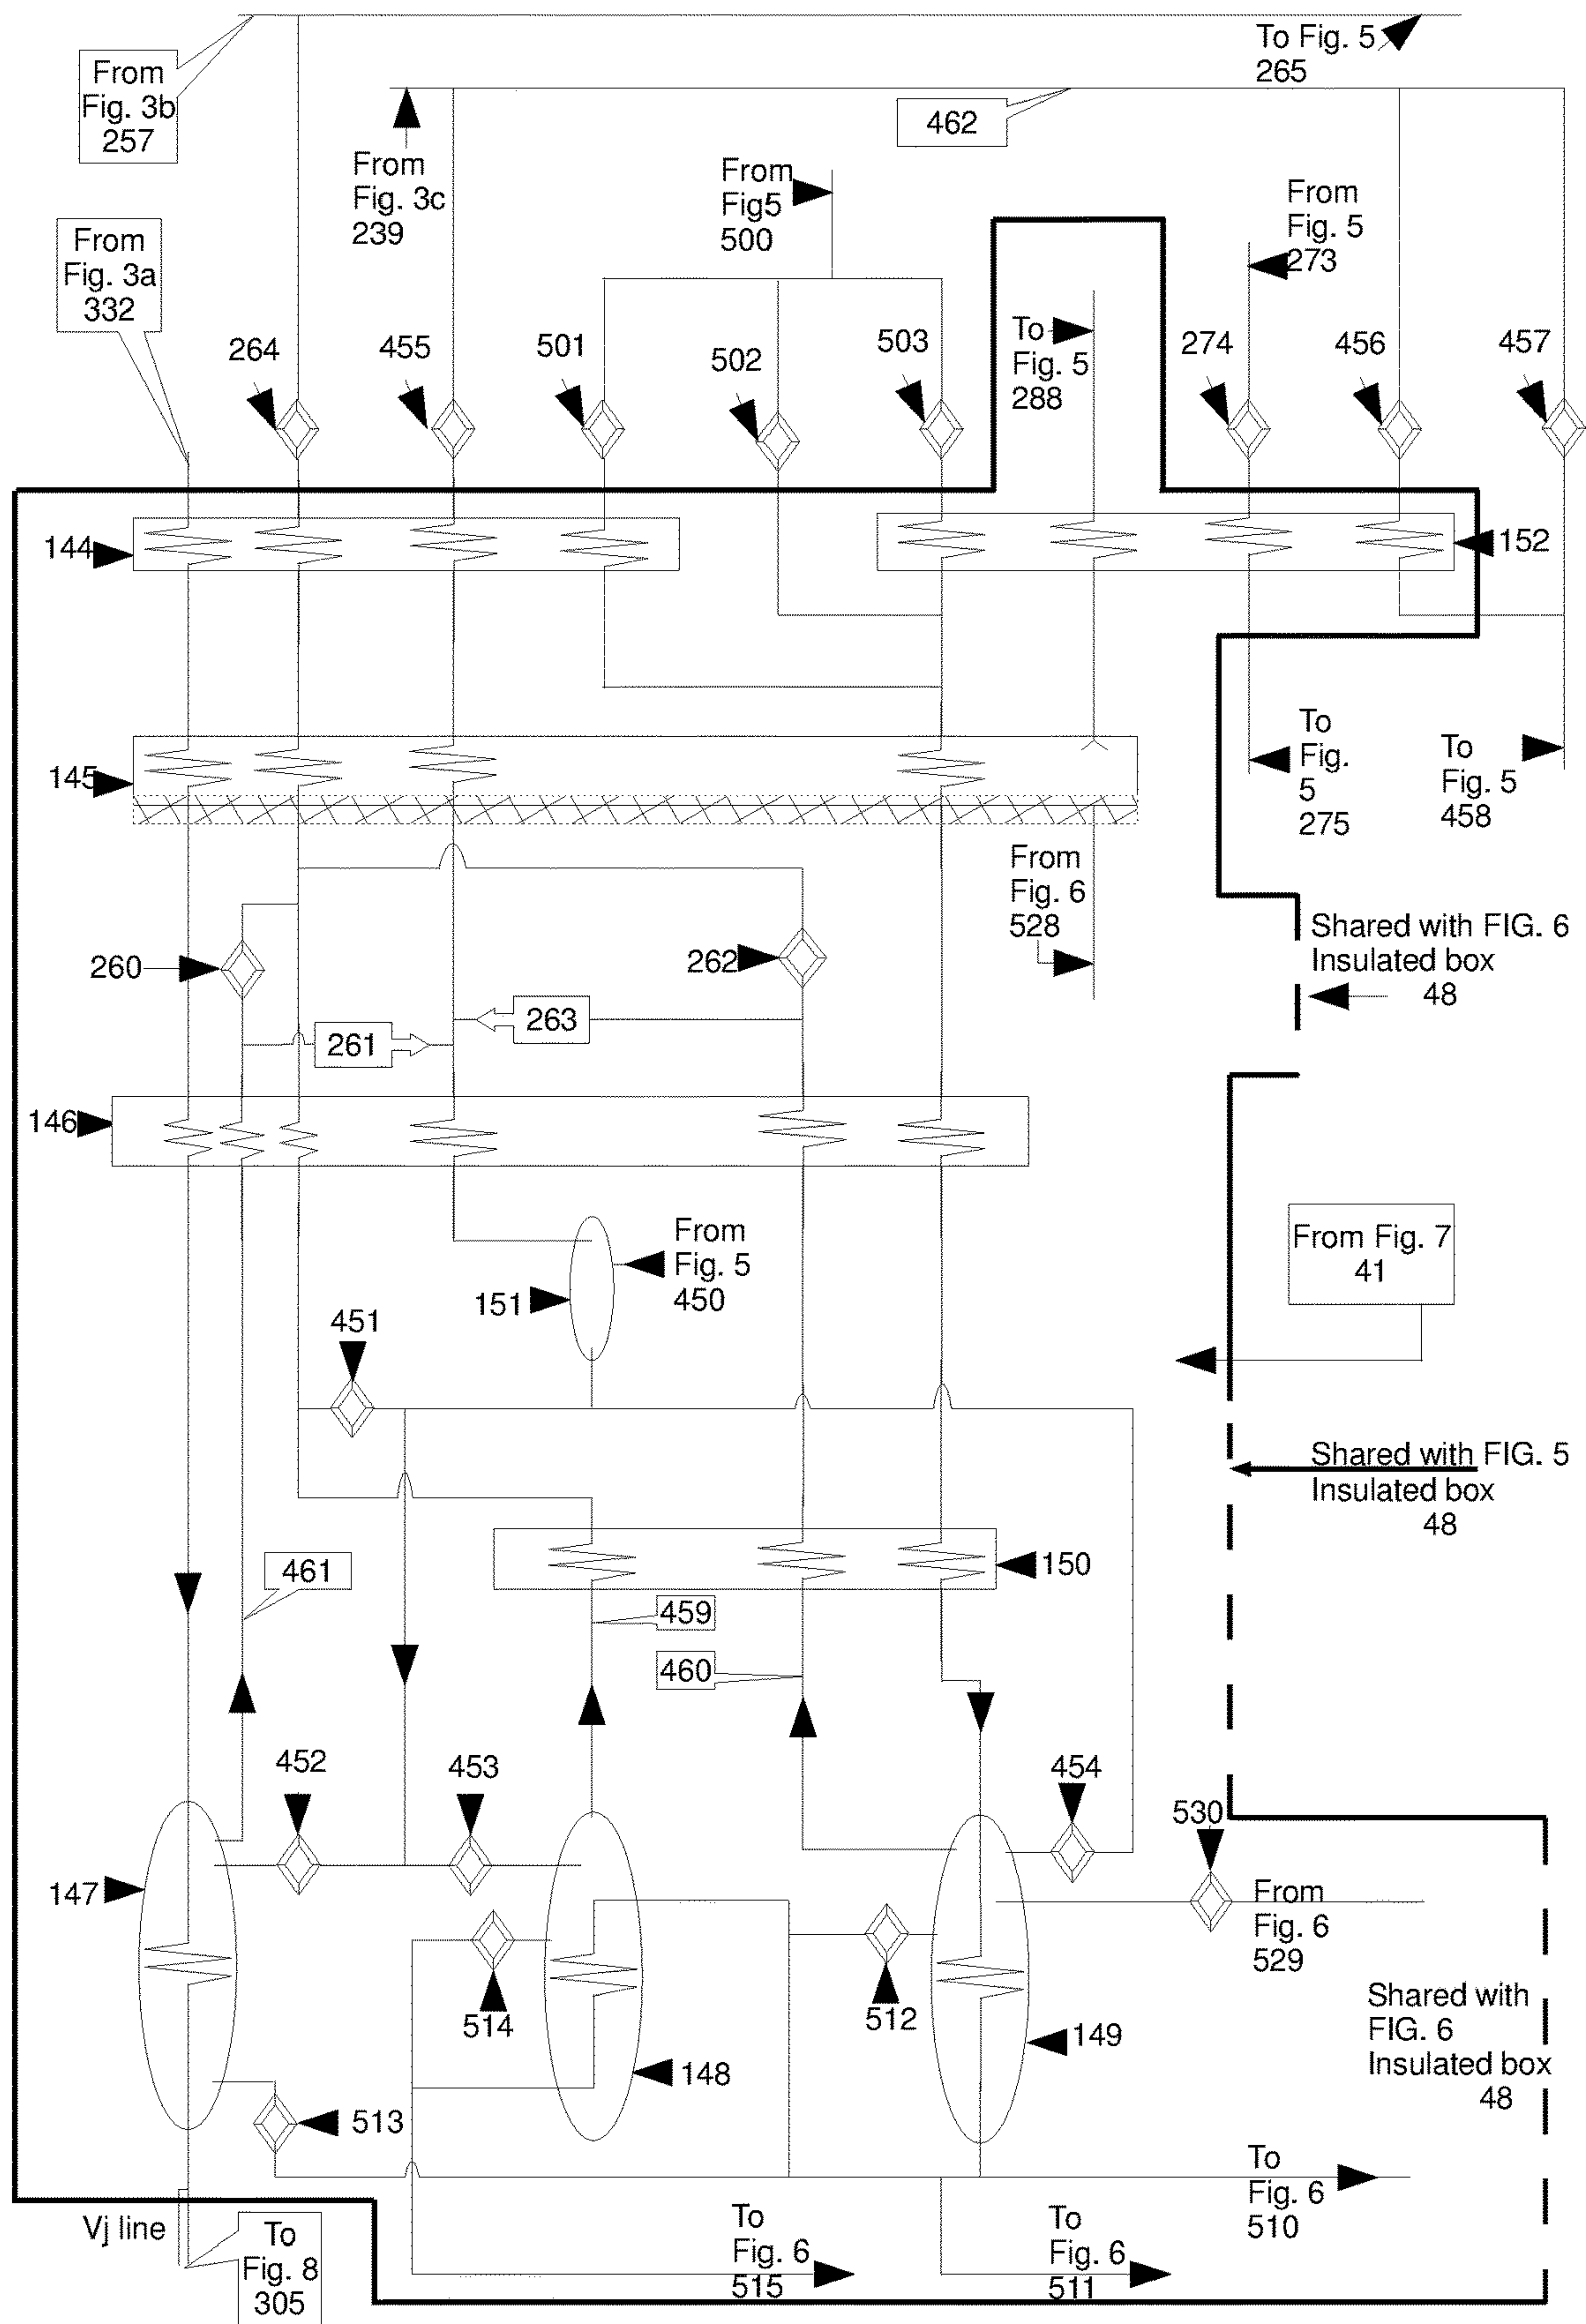 To Fig. 5
265
From
Fig. 3b
257
462
From
Fig. 3c
239
From
Fig5
500
From
Fig. 5
273
From
Fig. 3a
332
264
455
501
502
503
To
Fig. 5
288
274
456
457
144
152
To
Fig.
5
275
To
Fig. 5
458
145
From
Fig. 6
528
Shared with FIG. 6
Insulated box
48
260
262
263
261
146
From Fig. 7
41
From
Fig. 5
450
151
451
Shared with FIG. 5
Insulated box
48
461
150
459
460
452
453
454
530
147
From
Fig. 6
529
514
512
149
148
Shared with
FIG. 6
Insulated box
48
513
To
Fig. 6
510
Vj line
To
Fig. 8
305
To
Fig. 6
515
To
Fig. 6
511